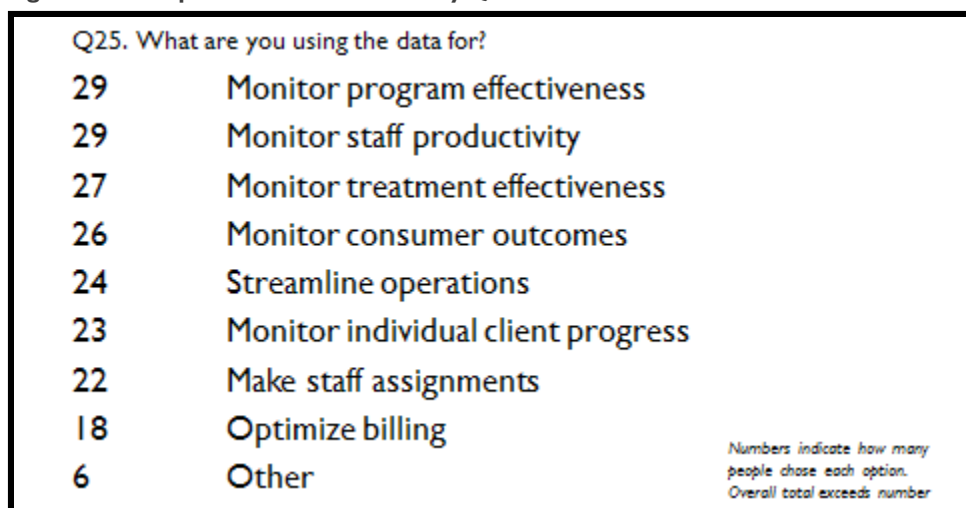 Q25. What are you using the data for?
29 Monitor program effectiveness
29 Monitor staff productivity
27 Monitor treatment effectiveness
26 Monitor consumer outcomes
24 Streamline operations
23 Monitor individual client progress
22 Make staff assignments
18 Optimize billing
6 Other
Numbers indicate how many
people chose each option.
Overall total exceeds number